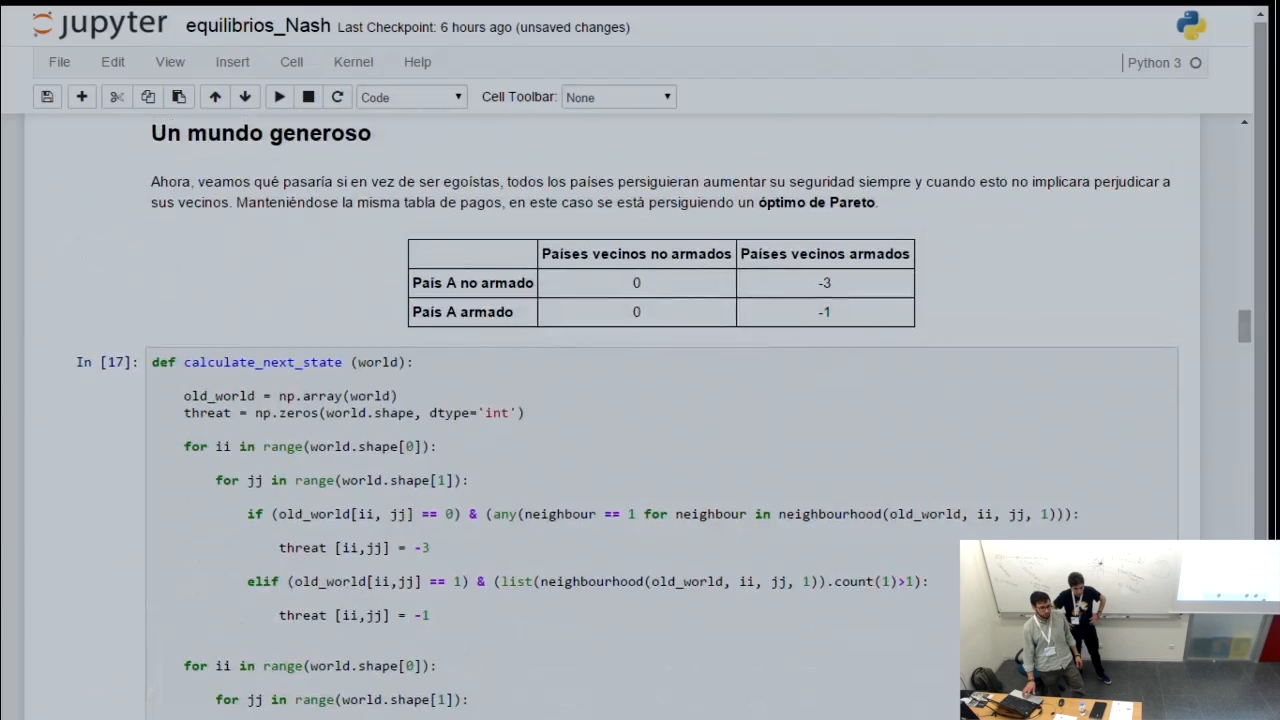 jupyter equilibrios_Nash Last Checkpoint: 6 hours ago (unsaved changes)
File Edit View Insert Cell Kernel Help Python 3
Code Cell Toolbar: None
Un mundo generoso
Ahora, veamos qué pasaría si en vez de ser egoístas, todos los países persiguieran aumentar su seguridad siempre y cuando esto no implicara perjudicar a
sus vecinos. Manteniéndose la misma tabla de pagos, en este caso se está persiguiendo un óptimo de Pareto.
Países vecinos no armados Países vecinos armados
País A no armado 0 -3
País A armado 0 -1
In [17]: def calculate_next_state (world):
old_world = np.array(world)
threat = np.zeros(world.shape, dtype='int')
for ii in range(world.shape[0]):
for jj in range(world.shape[1]):
if (old_world[ii, jj] == 0) & (any(neighbour == 1 for neighbour in neighbourhood(old_world, ii, jj, 1))):
threat [ii,jj] = -3
elif (old_world[ii,jj] == 1) & (list(neighbourhood(old_world, ii, jj, 1)).count(1)>1):
threat [ii,jj] = -1
for ii in range(world.shape[0]):
for jj in range(world.shape[1]):